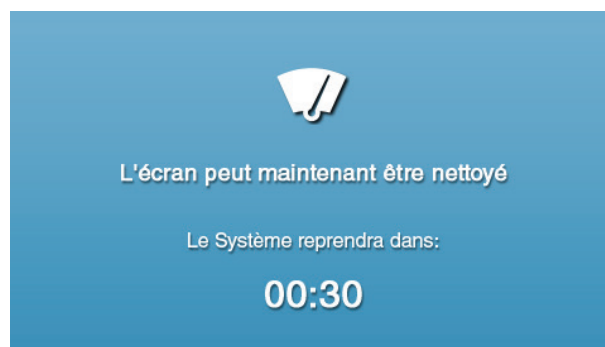 L'écran peut maintenant être nettoyé
Le Système reprendra dans:
00:30